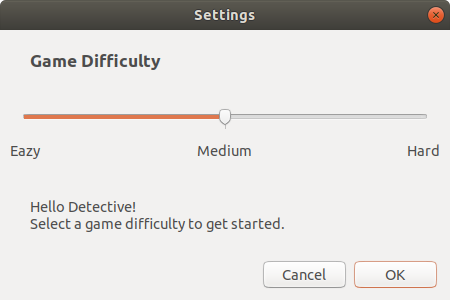 Settings
Game Difficulty
Eazy Medium Hard
Hello Detective!
Select a game difficulty to get started.
Cancel OK